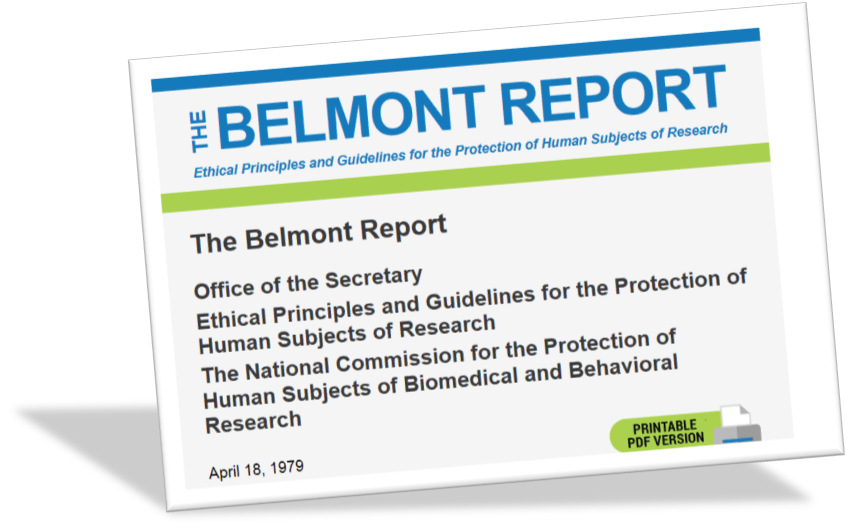 THE BELMONT REPORT
Ethical Principles and Guidelines for the Protection of Human Subjects of Research
The Belmont Report
Office of the Secretary
Ethical Principles and Guidelines for the Protection of
Human Subjects of Research
The National Commission for the Protection of
Human Subjects of Biomedical and Behavioral
Research
PRINTABLE
PDF VERSION
April 18, 1979